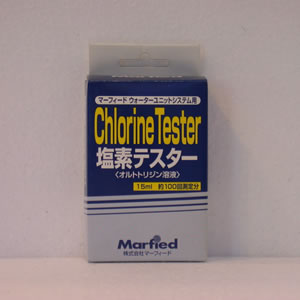 マーフィード ウォーターユニットシステム用
Chlorine Tester
塩素テスター
〈オルトトリジン溶液〉
15ml 約100回測定分
Marfied
株式会社マーフィード